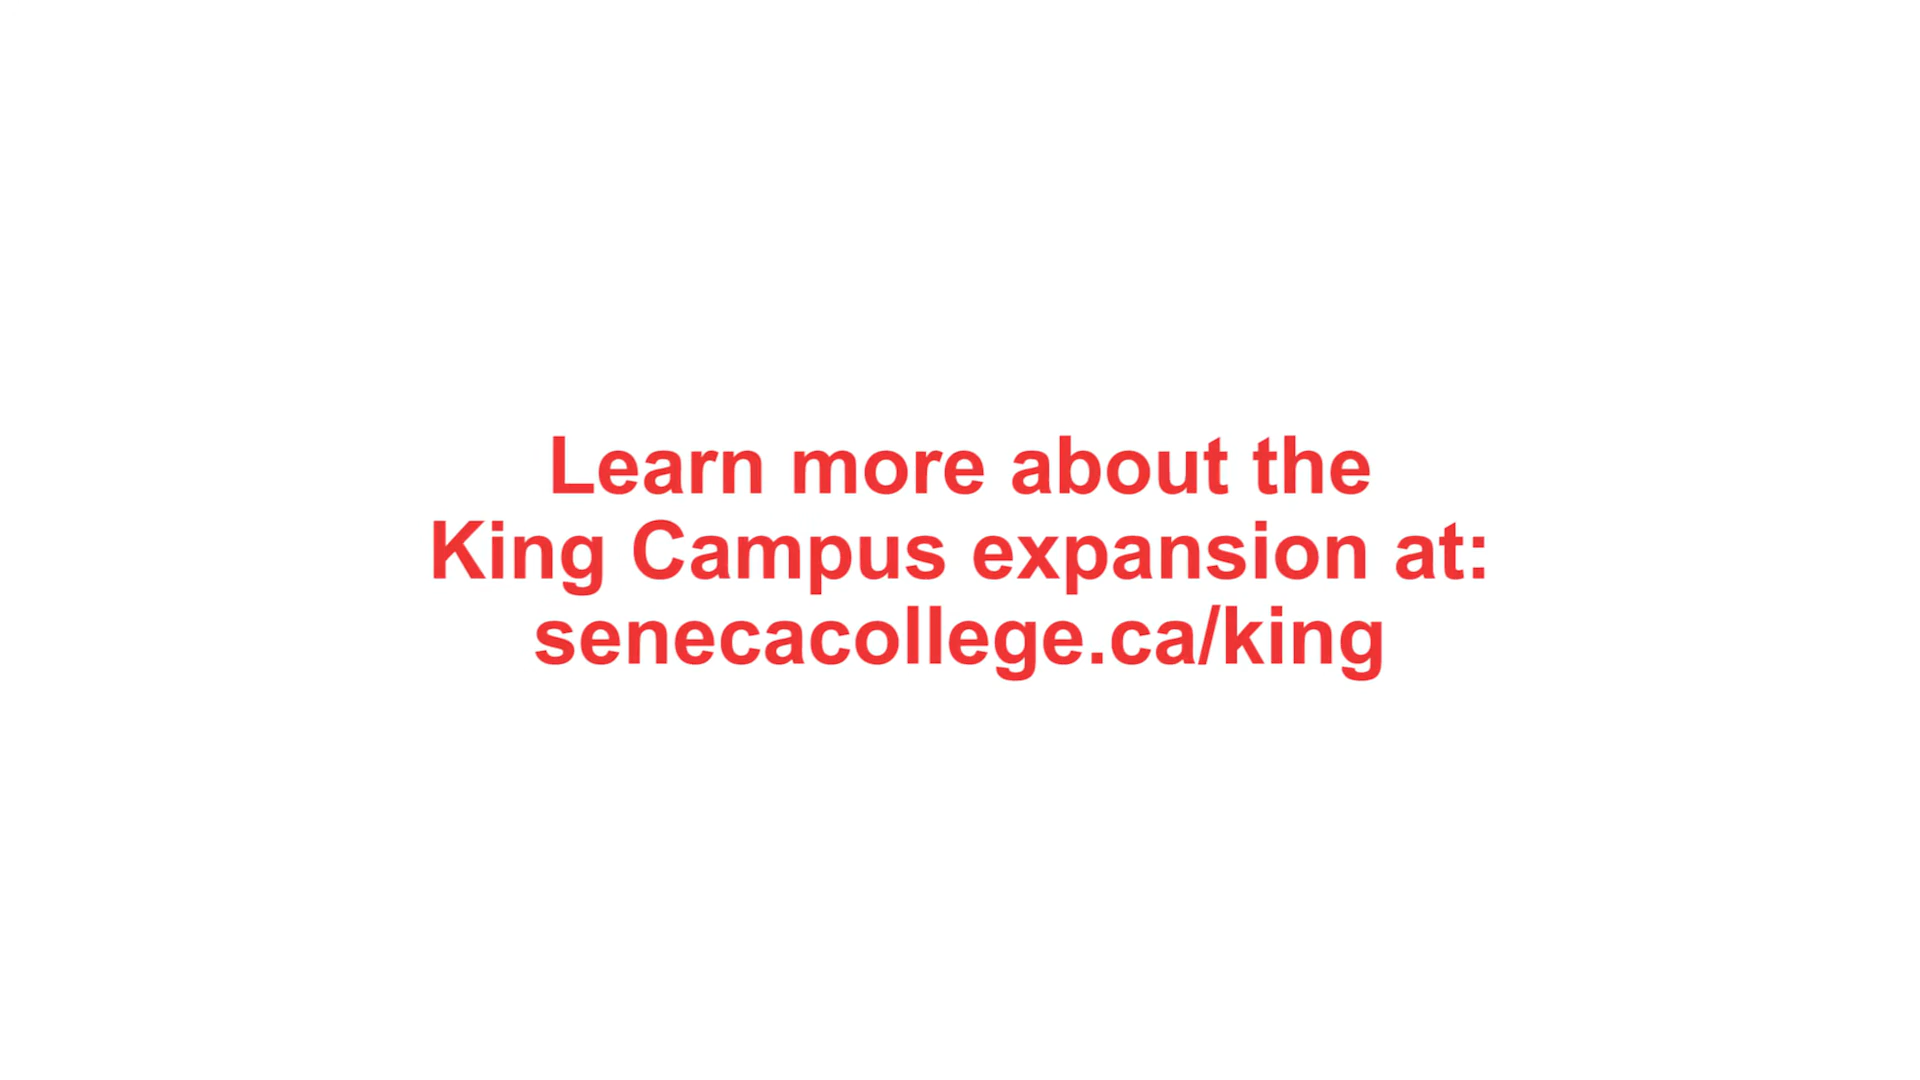 Learn more about the
King Campus expansion at:
senecacollege.ca/king